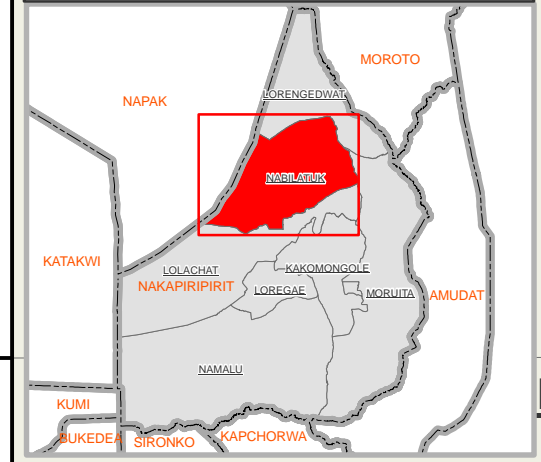 MOROTO
LORENGEDWAT
NAPAK
NABILATUK
KATAKWI
LOLACHAT
KAKOMONGOLE
NAKAPIRIPIRIT
LOREGAE
MORUITA
AMUDAT
NAMALU
KUMI
BUKEDEA
SIRONKO
KAPCHORWA